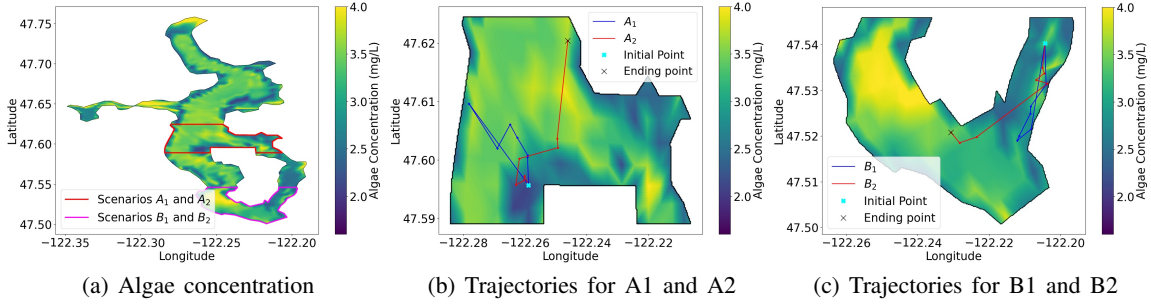 47.75
47.70
47.65
47.60
47.55
47.50
Latitude
−122.35 −122.30 −122.25 −122.20
Longitude
Scenarios A1 and A2
Scenarios B1 and B2
4.0
3.5
3.0
2.5
2.0
Algae Concentration (mg/L)
(a) Algae concentration
47.62
47.61
47.60
47.59
Latitude
−122.28 −122.26 −122.24 −122.22
Longitude
A1
A2
Initial Point
Ending point
4.0
3.5
3.0
2.5
2.0
Algae Concentration (mg/L)
(b) Trajectories for A1 and A2
47.54
47.53
47.52
47.51
47.50
Latitude
−122.26 −122.24 −122.22 −122.20
Longitude
B1
B2
Initial Point
Ending point
4.0
3.5
3.0
2.5
2.0
Algae Concentration (mg/L)
(c) Trajectories for B1 and B2